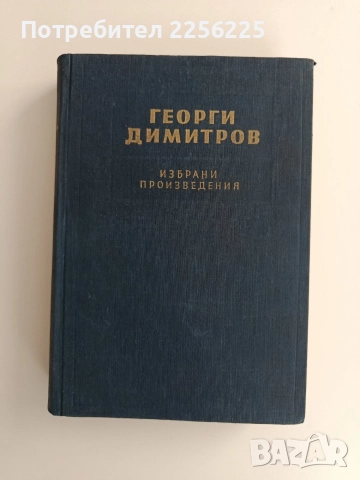 Потребител 2256225
ГЕОРГИ
ДИМИТРОВ
ИЗБРАНИ
ПРОИЗВЕДЕНИЯ
BAZAR